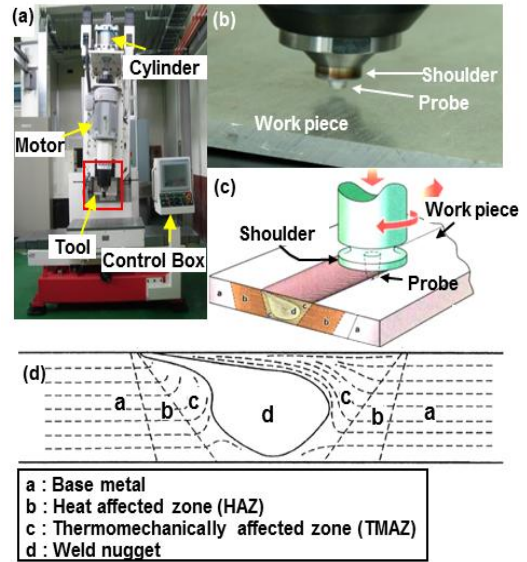 (a)
Cylinder
Motor
Tool
Control Box
(b)
Shoulder
Probe
Work piece
(c)
Work piece
Shoulder
Probe
a
b
c
d
c
b
a
(d)
a
b
c
d
c
b
a
a : Base metal
b : Heat affected zone (HAZ)
c : Thermomechanically affected zone (TMAZ)
d : Weld nugget